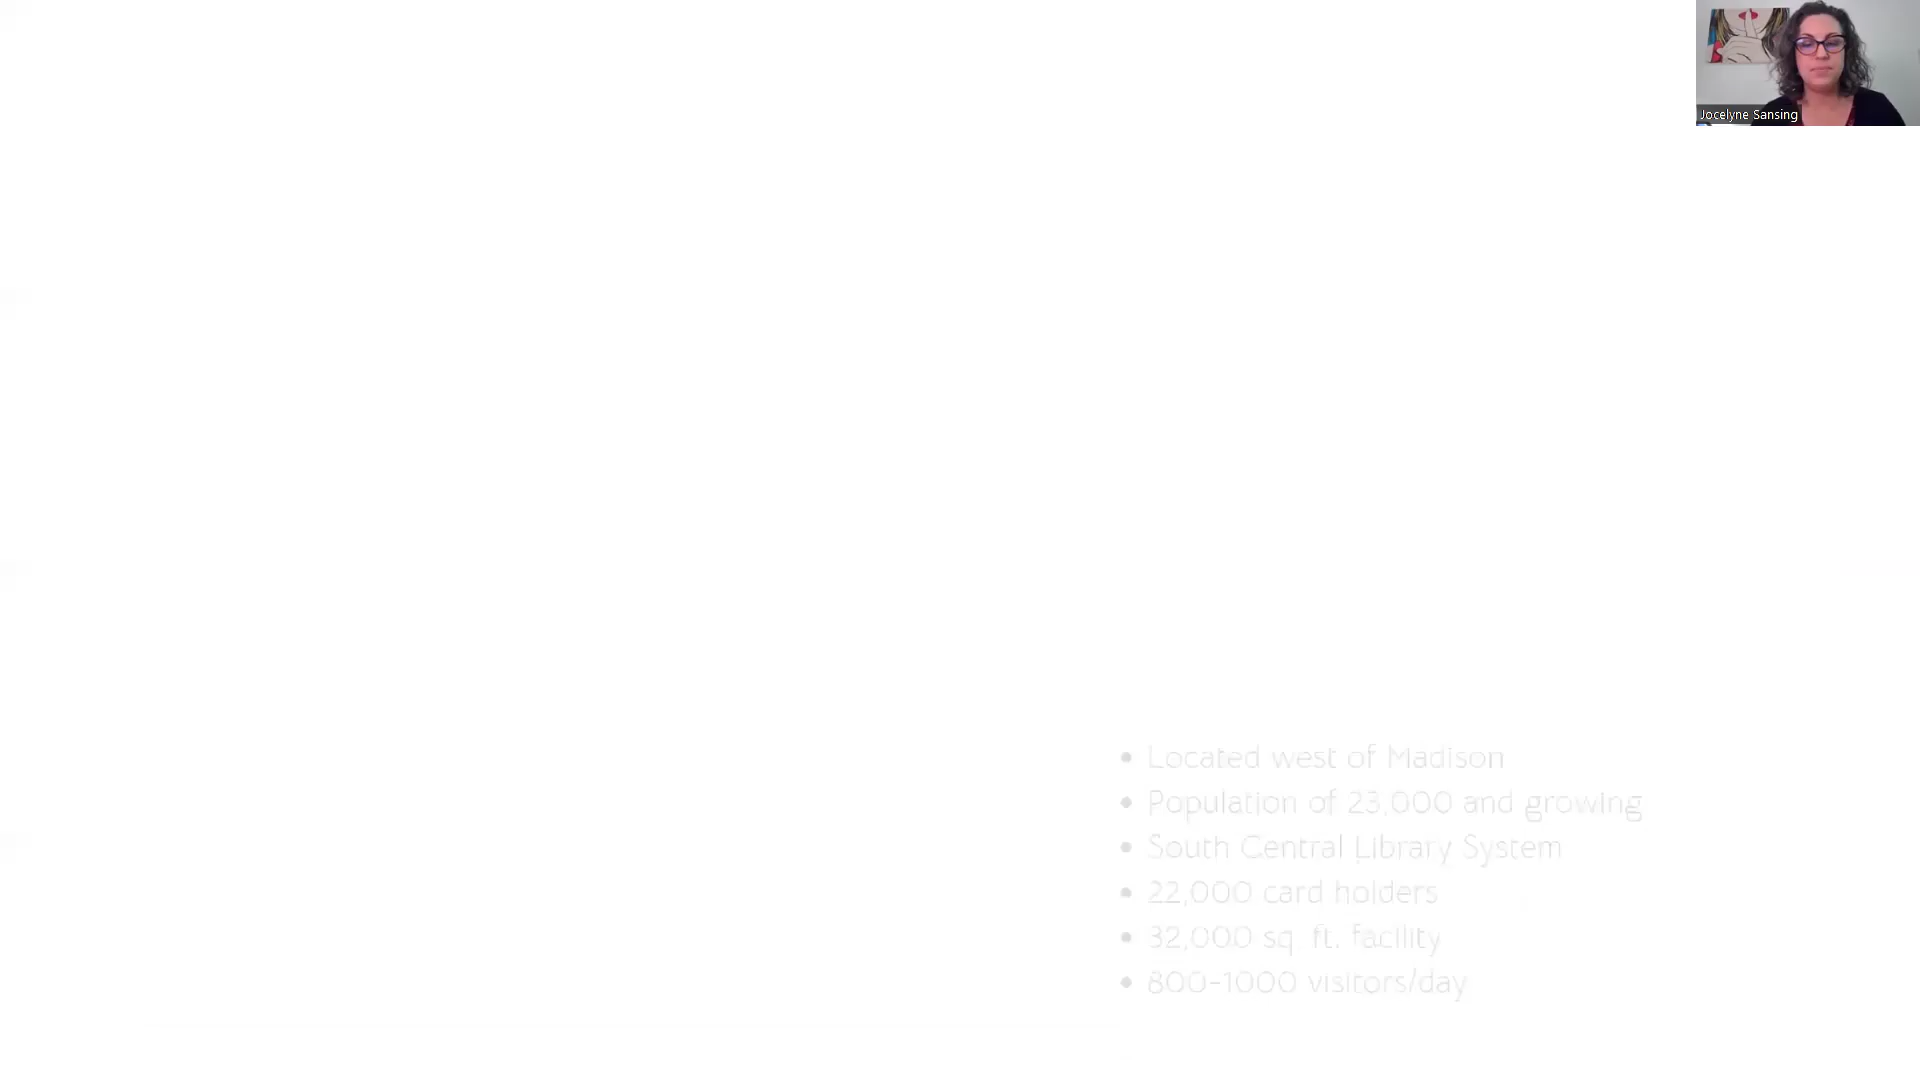 Jocelyne Sansing
• Located west of Madison
• Population of 23,000 and growing
• South Central Library System
• 22,000 card holders
• 32,000 sq. ft. facility
• 800-1000 visitors/day